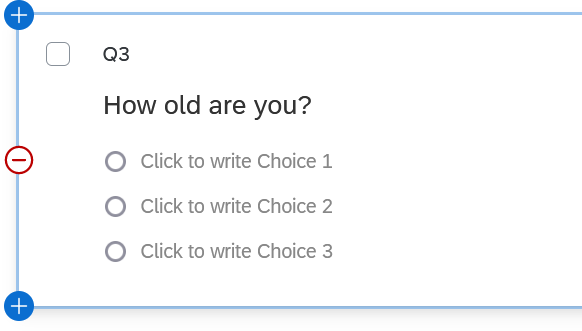 Q3
How old are you?
Click to write Choice 1
Click to write Choice 2
Click to write Choice 3